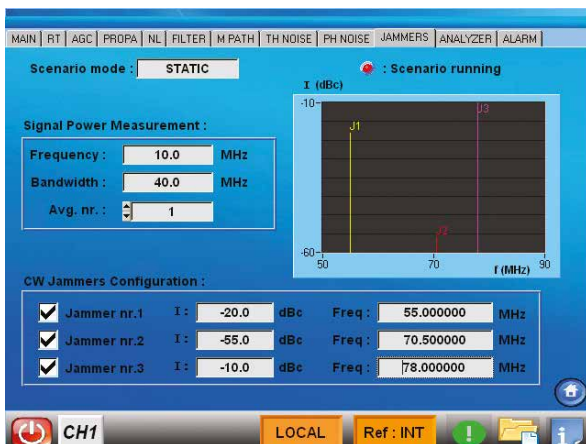 MAIN RT AGC PROPA NL FILTER M PATH TH NOISE PH NOISE JAMMERS ANALYZER ALARM
Scenario mode : STATIC
: Scenario running
I (dBc)
-10
J1
J3
J2
-60
50 70 90
f (MHz)
Signal Power Measurement :
Frequency : 10.0 MHz
Bandwidth : 40.0 MHz
Avg. nr. : 1
CW Jammers Configuration :
Jammer nr.1 I : -20.0 dBc Freq : 55.000000 MHz
Jammer nr.2 I : -55.0 dBc Freq : 70.500000 MHz
Jammer nr.3 I : -10.0 dBc Freq : 78.000000 MHz
CH1 LOCAL Ref : INT ! i